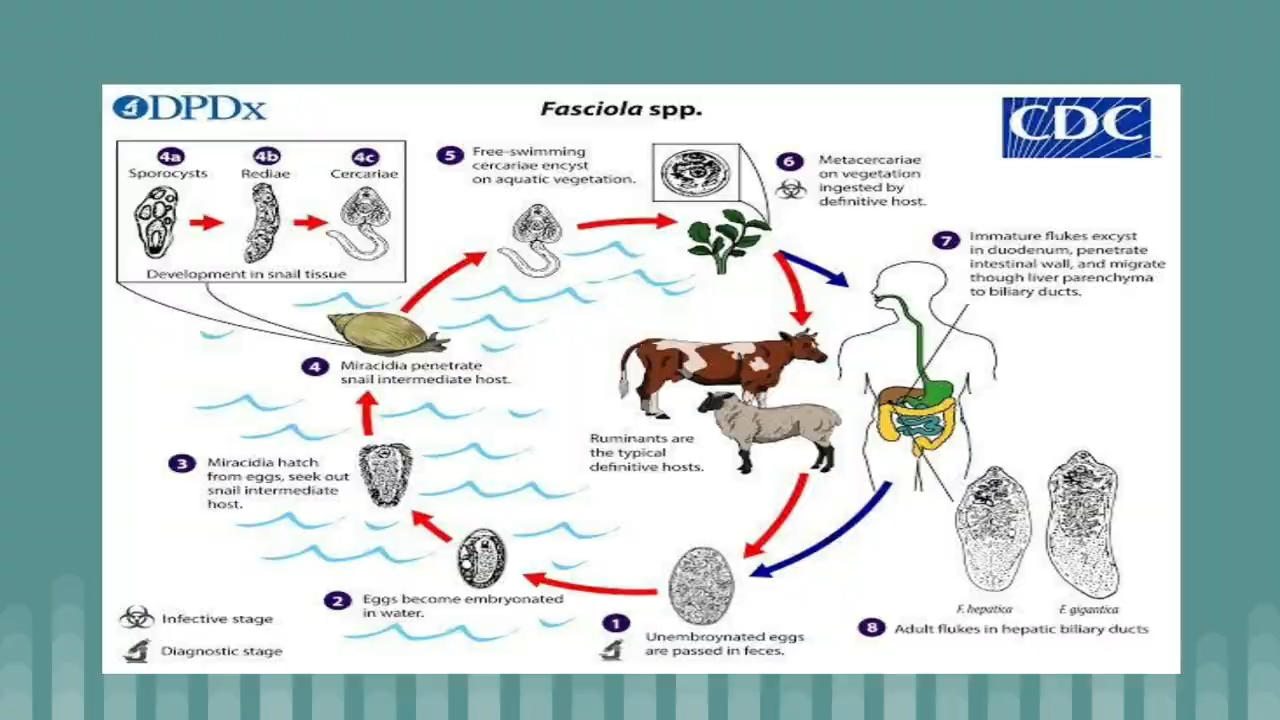 DPDx
Fasciola spp.
CDC
4a
Sporocysts
4b
Rediae
4c
Cercariae
Development in snail tissue
5
Free-swimming
cercariae encyst
on aquatic vegetation.
6
Metacercariae
on vegetation
ingested by
definitive host.
7
Immature flukes excyst
in duodenum, penetrate
intestinal wall, and migrate
though liver parenchyma
to biliary ducts.
4
Miracidia penetrate
snail intermediate host.
Ruminants are
the typical
definitive hosts.
3
Miracidia hatch
from eggs, seek out
snail intermediate
host.
2
Eggs become embryonated
in water.
1
Unembroynated eggs
are passed in feces.
F. hepatica
F. gigantica
8
Adult flukes in hepatic biliary ducts
Infective stage
Diagnostic stage